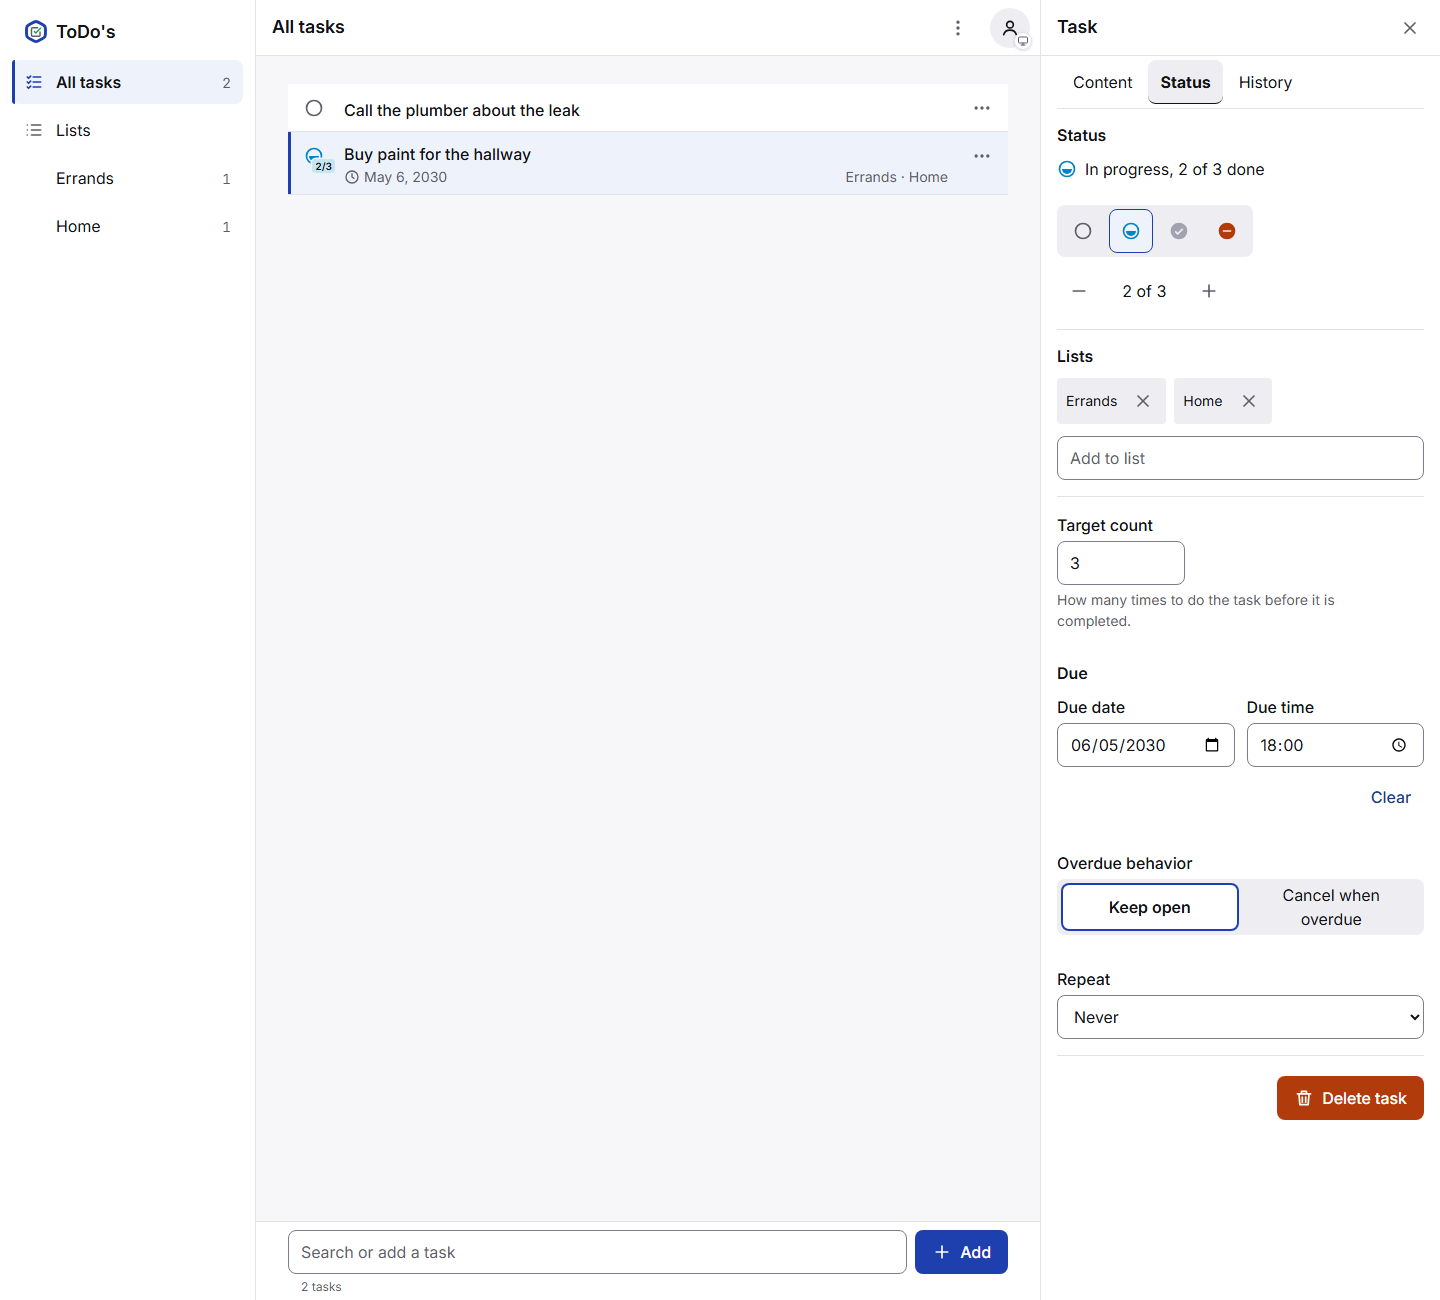 ToDo's
All tasks
2
Lists
Errands
1
Home
1
All tasks
Call the plumber about the leak
2/3
Buy paint for the hallway
May 6, 2030
Errands · Home
Search or add a task
Add
2 tasks
Task
Content
Status
History
Status
In progress, 2 of 3 done
2 of 3
Lists
Errands
Home
Add to list
Target count
3
How many times to do the task before it is
completed.
Due
Due date
Due time
06/05/2030
18:00
Clear
Overdue behavior
Keep open
Cancel when
overdue
Repeat
Never
Delete task